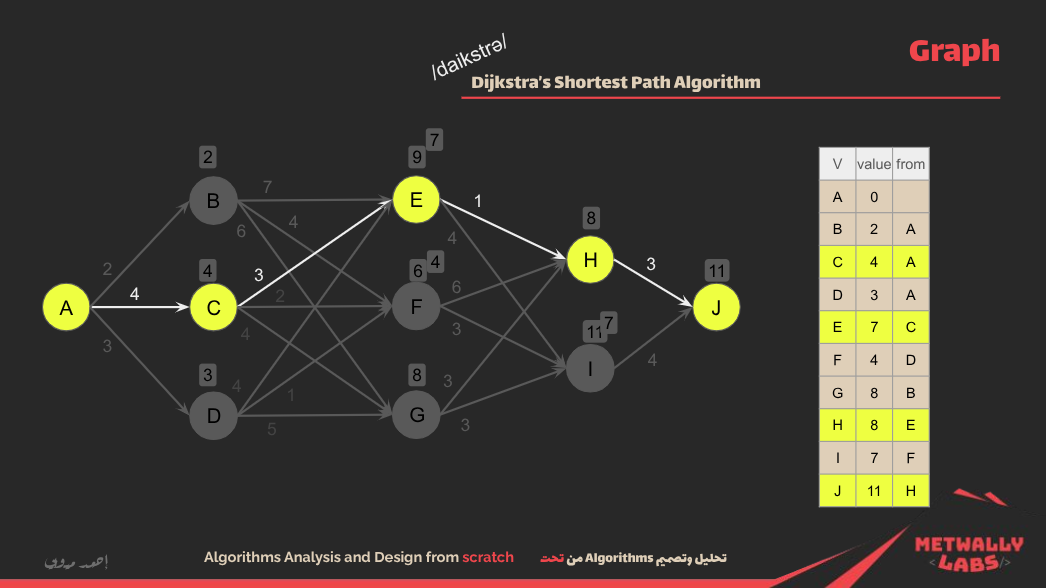 Graph
/daikstrə/
Dijkstra's Shortest Path Algorithm
7
2
9
7
B
E
4
6
1
8
4
2
4
6
4
3
H
3
11
A
4
C
2
F
6
J
3
4
3
11
7
3
8
I
4
4
1
3
D
G
5
3
V value from
A 0
B 2 A
C 4 A
D 3 A
E 7 C
F 4 D
G 8 B
H 8 E
I 7 F
J 11 H
Algorithms Analysis and Design from scratch
تحليل وتصميم Algorithms من تحت
METWALLY
<LABS/>